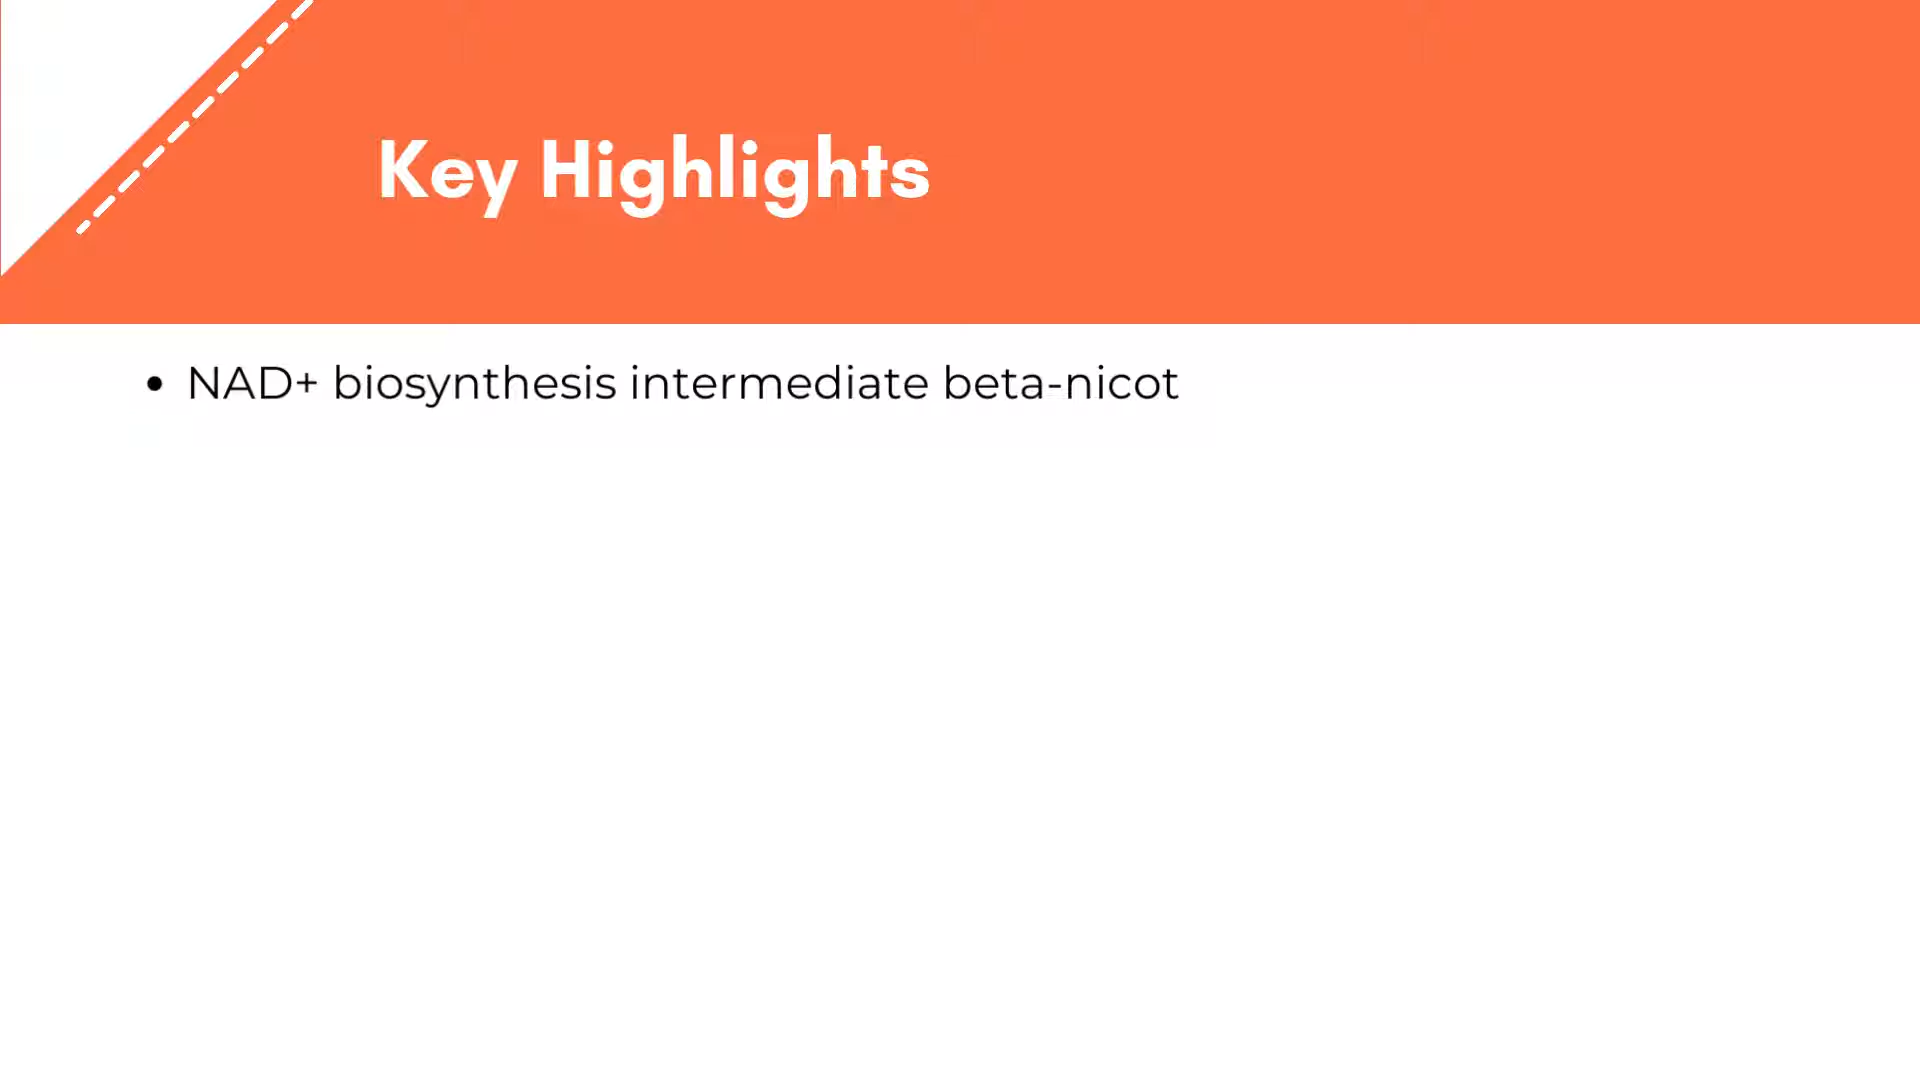 Key Highlights
• NAD+ biosynthesis intermediate beta-nicot